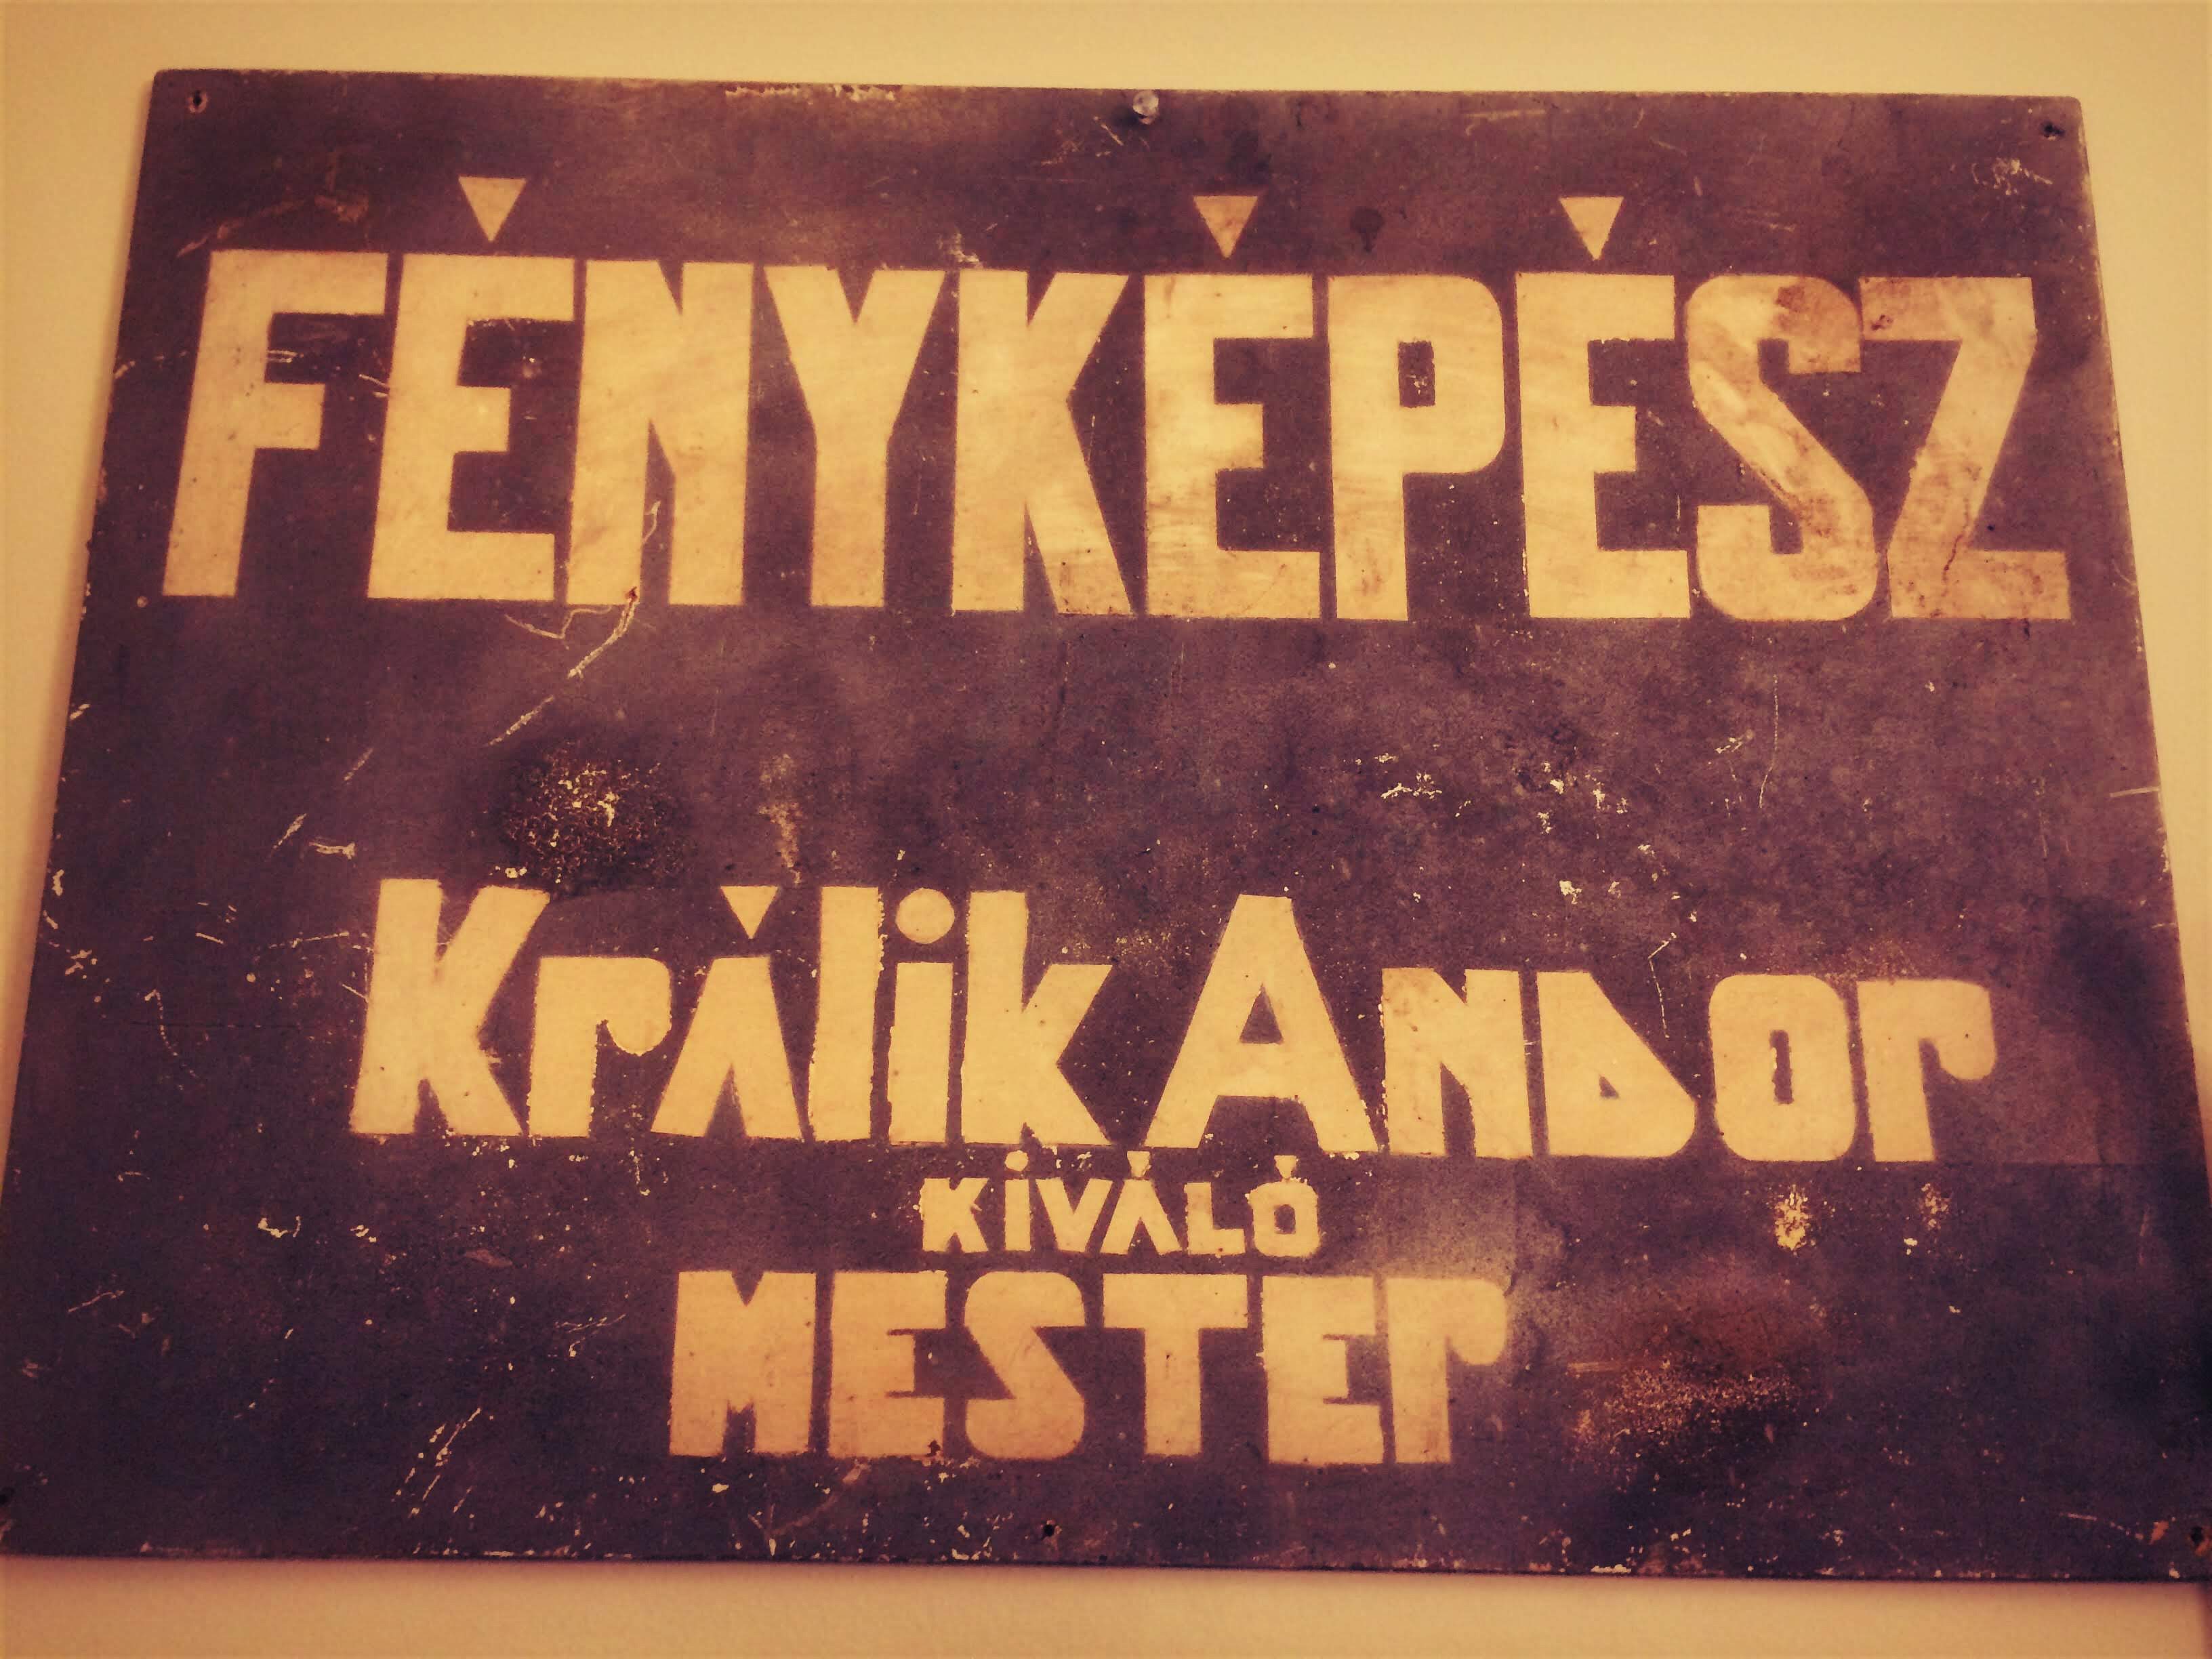 FÉNYKÉPÉSZ
Králik Andor
KIVÁLÓ
MESTER